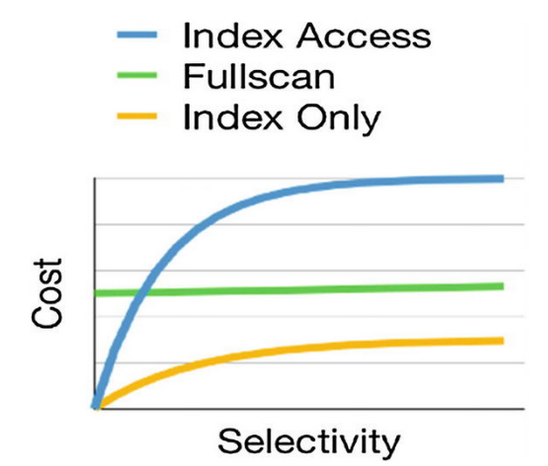 Index Access
Fullscan
Index Only
Cost
Selectivity